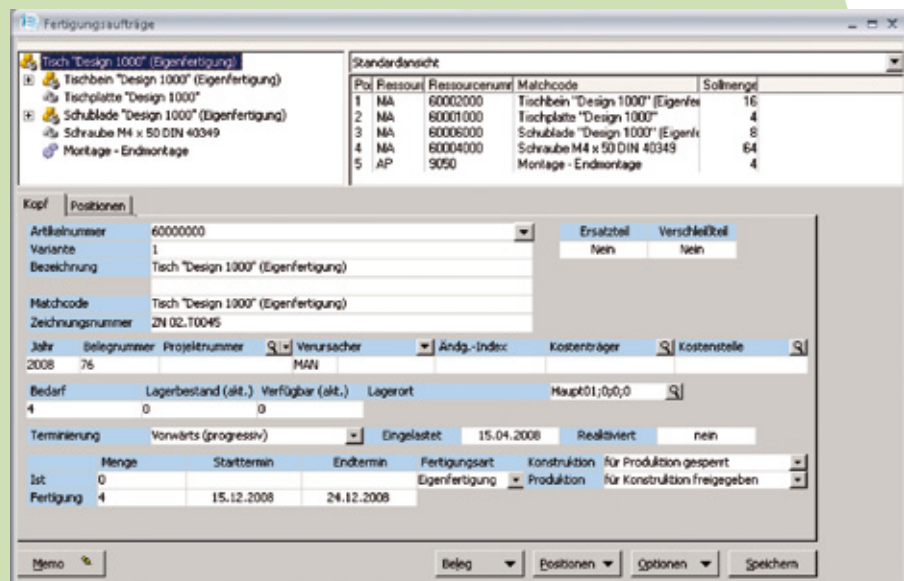 Fertigungsaufträge
Tisch "Design 1000" (Eigenfertigung)
Tischbein "Design 1000" (Eigenfertigung)
Tischplatte "Design 1000"
Schublade "Design 1000" (Eigenfertigung)
Schraube M4 x 50 DIN 40349
Montage - Endmontage
Standardansicht
Po Ressour Ressourcenumr Matchcode Sollmenge
1 MA 60002000 Tischbein "Design 1000" (Eigenfer 16
2 MA 60001000 Tischplatte "Design 1000" 4
3 MA 60006000 Schublade "Design 1000" (Eigenfe 8
4 MA 60004000 Schraube M4 x 50 DIN 40349 64
5 AP 9050 Montage - Endmontage 4
Kopf Positionen
Artikelnummer 60000000 Ersatzteil Verschleißteil
Variante 1 Nein Nein
Bezeichnung Tisch "Design 1000" (Eigenfertigung)
Matchcode Tisch "Design 1000" (Eigenfertigung)
Zeichnungsnummer ZN 02.T0045
Jahr Belegnummer Projektnummer Verursacher Ändg.-Index Kostenträger Kostenstelle
2008 76 MAN
Bedarf Lagerbestand (akt.) Verfügbar (akt.) Lagerort Haupt01;0;0;0
4 0 0
Terminierung Vorwärts (progressiv) Eingelastet 15.04.2008 Reaktiviert nein
Menge Starttermin Endtermin Fertigungsart Konstruktion für Produktion gesperrt
Ist 0 Eigenfertigung Produktion für Konstruktion freigegeben
Fertigung 4 15.12.2008 24.12.2008
Memo Beleg Positionen Optionen Speichern